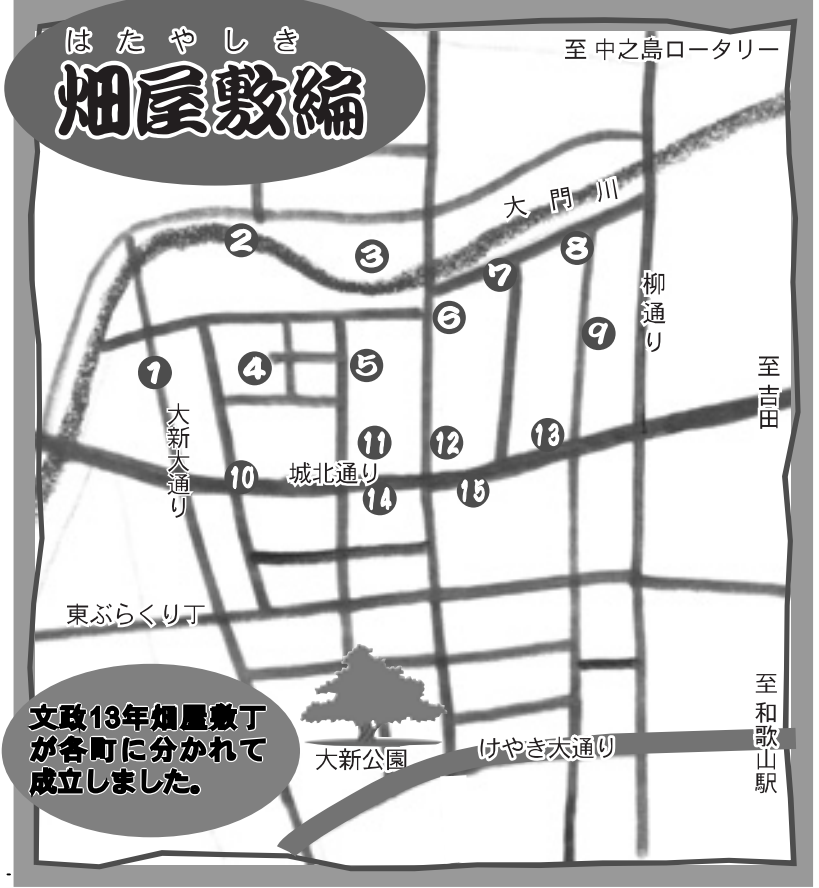 はたやしき
畑屋敷編
至 中之島ロータリー
大門川
2
3
8
7
柳通り
6
9
1
4
5
至 吉田
大新大通り
11
12
13
10
城北通り
14
15
東ぶらくり丁
文政13年畑屋敷丁
が各町に分かれて
成立しました。
大新公園
けやき大通り
至 和歌山駅